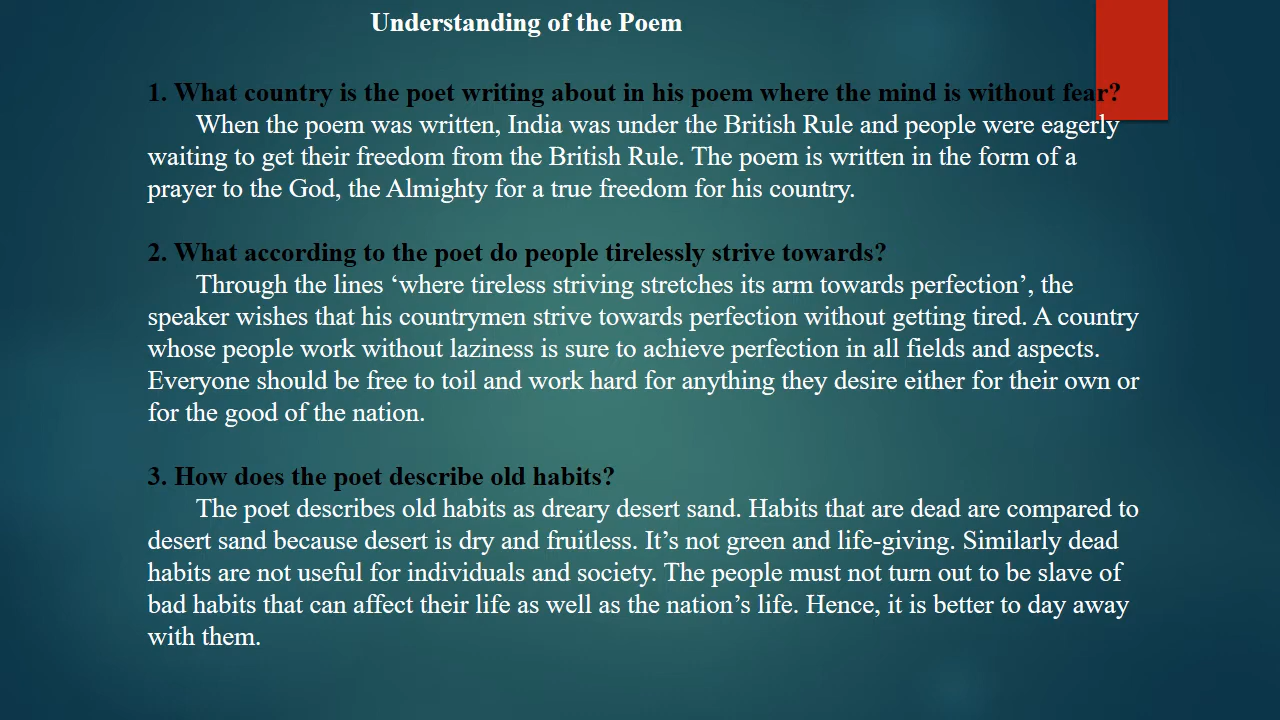 Understanding of the Poem
1. What country is the poet writing about in his poem where the mind is without fear?
When the poem was written, India was under the British Rule and people were eagerly
waiting to get their freedom from the British Rule. The poem is written in the form of a
prayer to the God, the Almighty for a true freedom for his country.
2. What according to the poet do people tirelessly strive towards?
Through the lines ‘where tireless striving stretches its arm towards perfection’, the
speaker wishes that his countrymen strive towards perfection without getting tired. A country
whose people work without laziness is sure to achieve perfection in all fields and aspects.
Everyone should be free to toil and work hard for anything they desire either for their own or
for the good of the nation.
3. How does the poet describe old habits?
The poet describes old habits as dreary desert sand. Habits that are dead are compared to
desert sand because desert is dry and fruitless. It’s not green and life-giving. Similarly dead
habits are not useful for individuals and society. The people must not turn out to be slave of
bad habits that can affect their life as well as the nation’s life. Hence, it is better to day away
with them.